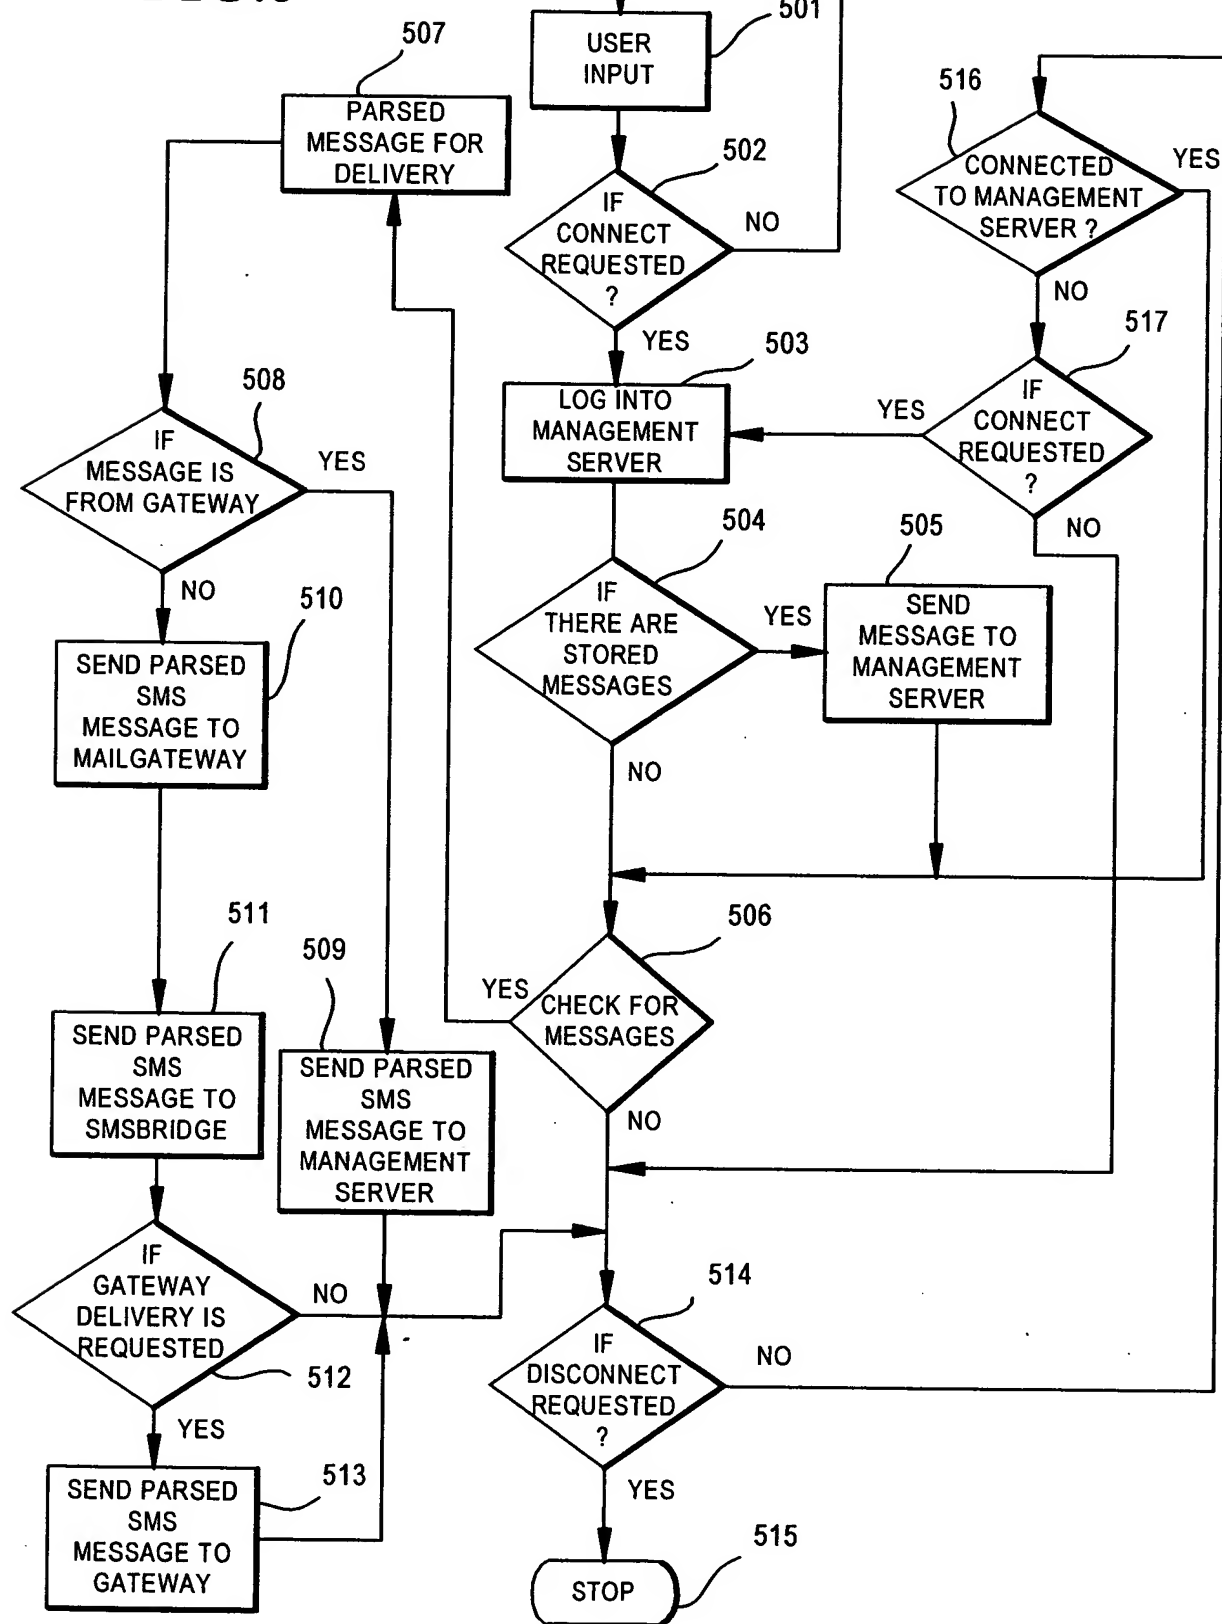 501
USER
INPUT
507
PARSED
MESSAGE FOR
DELIVERY
502
IF
CONNECT
REQUESTED
?
NO
YES
516
CONNECTED
TO MANAGEMENT
SERVER ?
YES
NO
517
IF
CONNECT
REQUESTED
?
YES
NO
503
LOG INTO
MANAGEMENT
SERVER
508
IF
MESSAGE IS
FROM GATEWAY
YES
NO
504
IF
THERE ARE
STORED
MESSAGES
YES
NO
505
SEND
MESSAGE TO
MANAGEMENT
SERVER
510
SEND PARSED
SMS
MESSAGE TO
MAILGATEWAY
506
CHECK FOR
MESSAGES
YES
NO
511
SEND PARSED
SMS
MESSAGE TO
SMSBRIDGE
509
SEND PARSED
SMS
MESSAGE TO
MANAGEMENT
SERVER
IF
GATEWAY
DELIVERY IS
REQUESTED
512
NO
YES
514
IF
DISCONNECT
REQUESTED
?
NO
YES
513
SEND PARSED
SMS
MESSAGE TO
GATEWAY
515
STOP